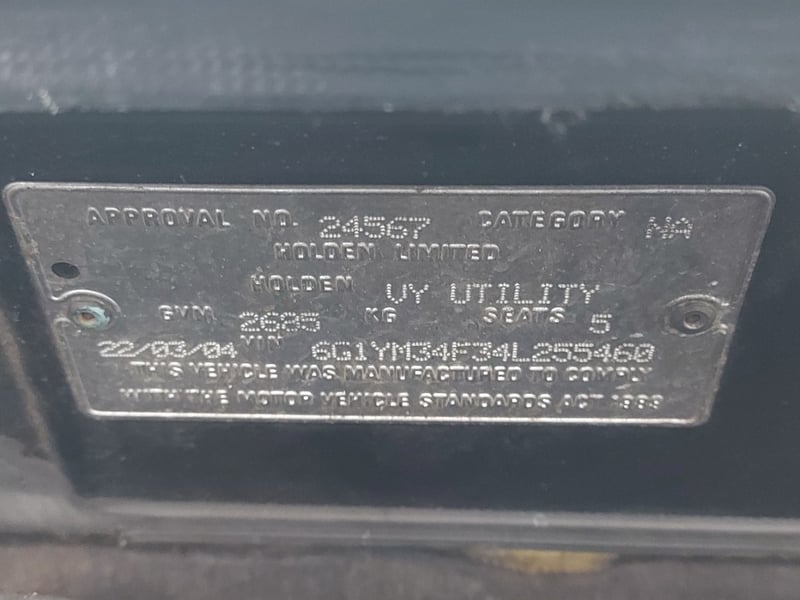 APPROVAL NO. 24567 CATEGORY NA
HOLDEN LIMITED
HOLDEN VY UTILITY
GVM 2685 KG SEATS 5
22/03/04 VIN 6G1YM34F34L255460
THIS VEHICLE WAS MANUFACTURED TO COMPLY
WITH THE MOTOR VEHICLE STANDARDS ACT 1989